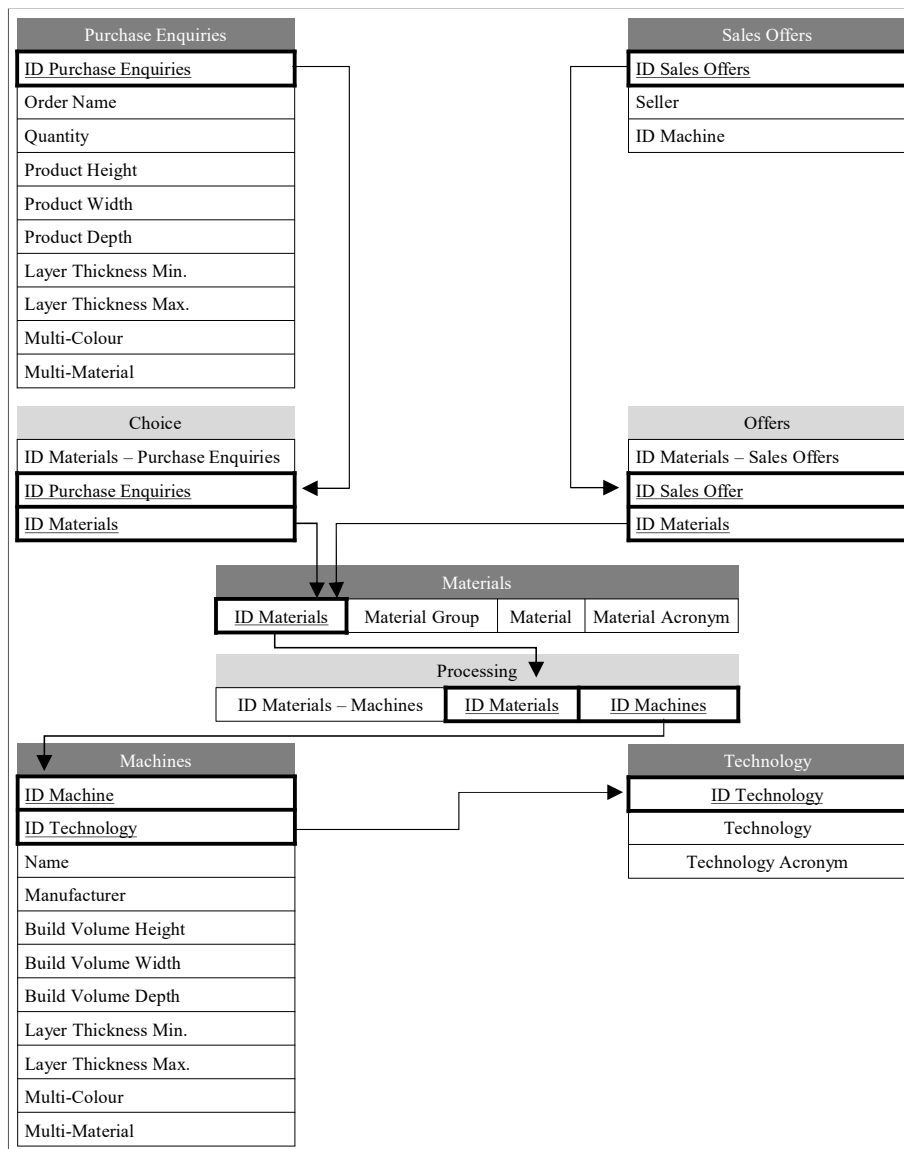 Purchase Enquiries
ID Purchase Enquiries
Order Name
Quantity
Product Height
Product Width
Product Depth
Layer Thickness Min.
Layer Thickness Max.
Multi-Colour
Multi-Material
Sales Offers
ID Sales Offers
Seller
ID Machine
Choice
ID Materials – Purchase Enquiries
ID Purchase Enquiries
ID Materials
Offers
ID Materials – Sales Offers
ID Sales Offer
ID Materials
Materials
ID Materials Material Group Material Material Acronym
Processing
ID Materials – Machines ID Materials ID Machines
Machines
ID Machine
ID Technology
Name
Manufacturer
Build Volume Height
Build Volume Width
Build Volume Depth
Layer Thickness Min.
Layer Thickness Max.
Multi-Colour
Multi-Material
Technology
ID Technology
Technology
Technology Acronym